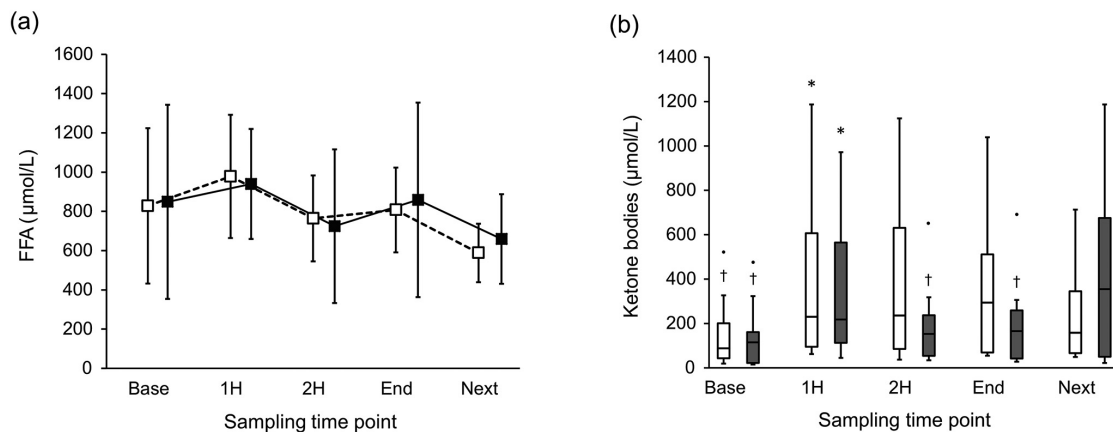 (a)
FFA (µmol/L)
1600
1400
1200
1000
800
600
400
200
0
Base 1H 2H End Next
Sampling time point
(b)
Ketone bodies (µmol/L)
1400
1200
1000
800
600
400
200
0
* *
† † † †
Base 1H 2H End Next
Sampling time point